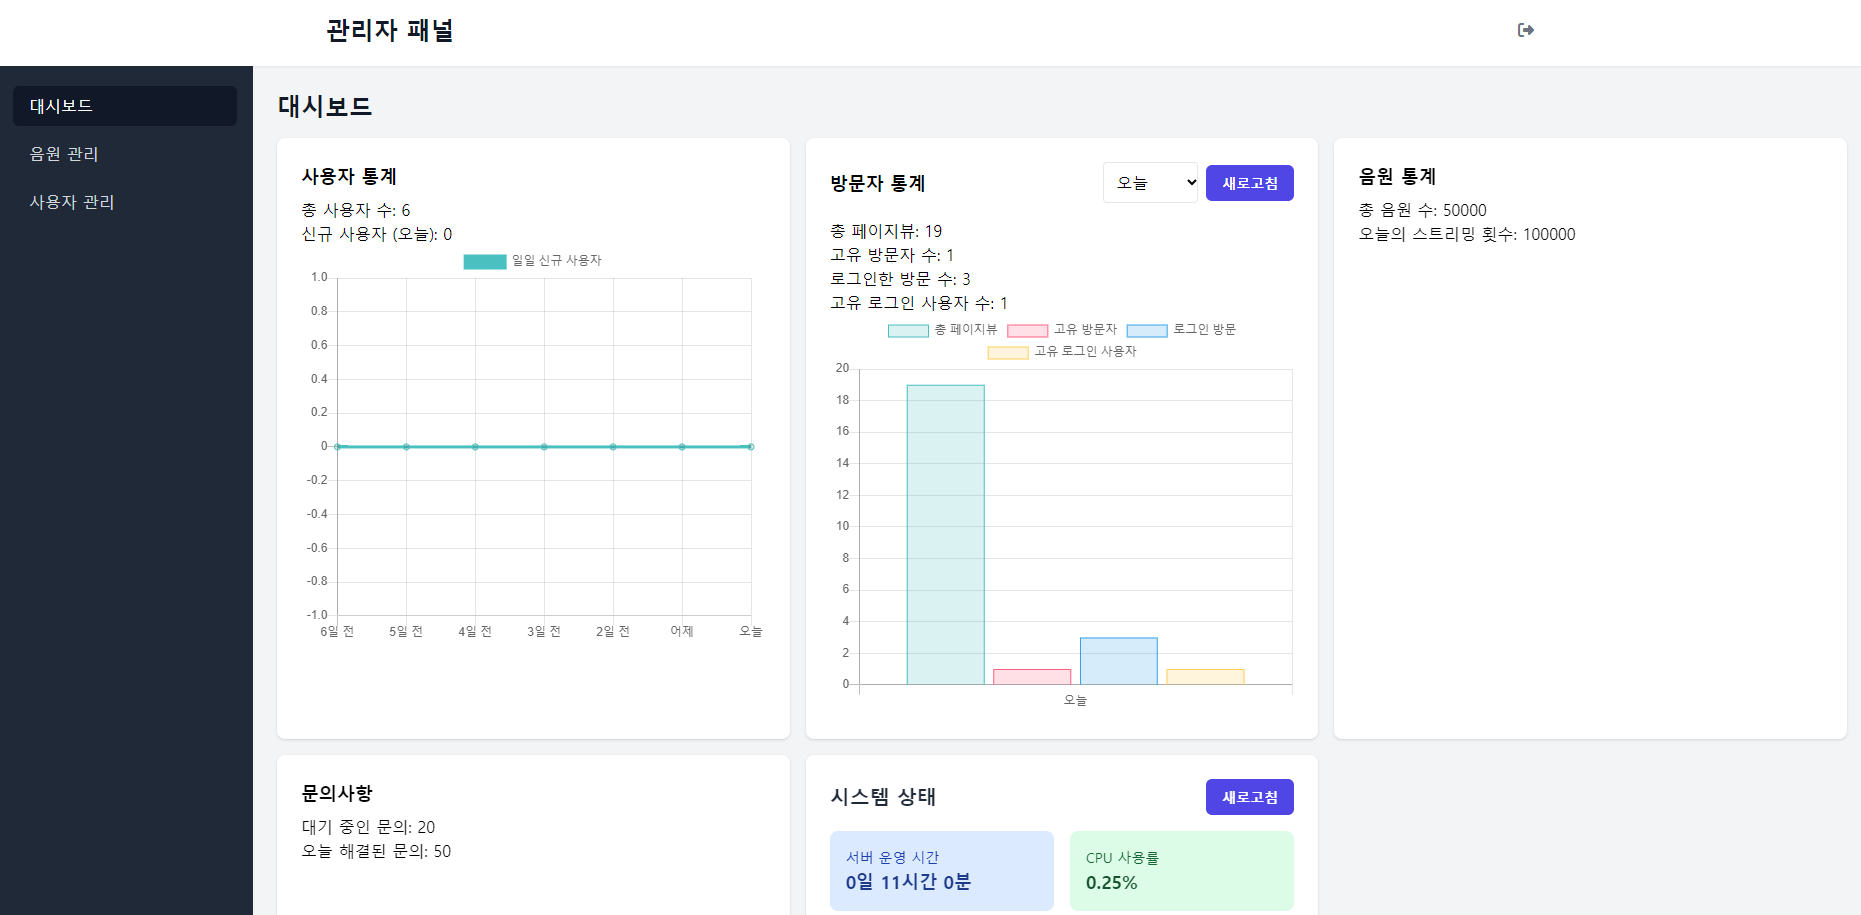 관리자 패널
대시보드
음원 관리
사용자 관리
대시보드
사용자 통계
총 사용자 수: 6
신규 사용자 (오늘): 0
일일 신규 사용자
1.0
0.8
0.6
0.4
0.2
0
-0.2
-0.4
-0.6
-0.8
-1.0
6일 전 5일 전 4일 전 3일 전 2일 전 어제 오늘
방문자 통계
오늘
새로고침
총 페이지뷰: 19
고유 방문자 수: 1
로그인한 방문 수: 3
고유 로그인 사용자 수: 1
총 페이지뷰 고유 방문자 로그인 방문
고유 로그인 사용자
20
18
16
14
12
10
8
6
4
2
0
오늘
음원 통계
총 음원 수: 50000
오늘의 스트리밍 횟수: 100000
문의사항
대기 중인 문의: 20
오늘 해결된 문의: 50
시스템 상태
새로고침
서버 운영 시간
0일 11시간 0분
CPU 사용률
0.25%